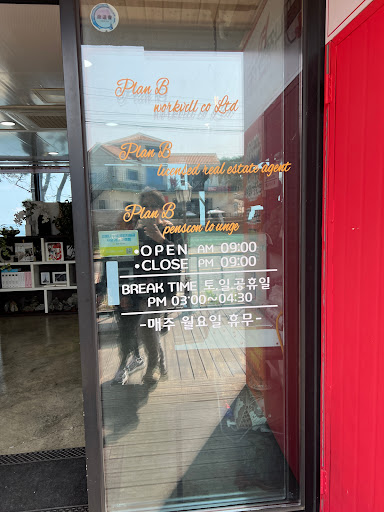 Plan B
workvell co Ltd
Plan B
licensed real estate agent
Plan B
penscon lounge
•OPEN AM 09:00
•CLOSE PM 09:00
BREAK TIME 토.일.공휴일
PM 03'00~04:30
-매주 월요일 휴무-